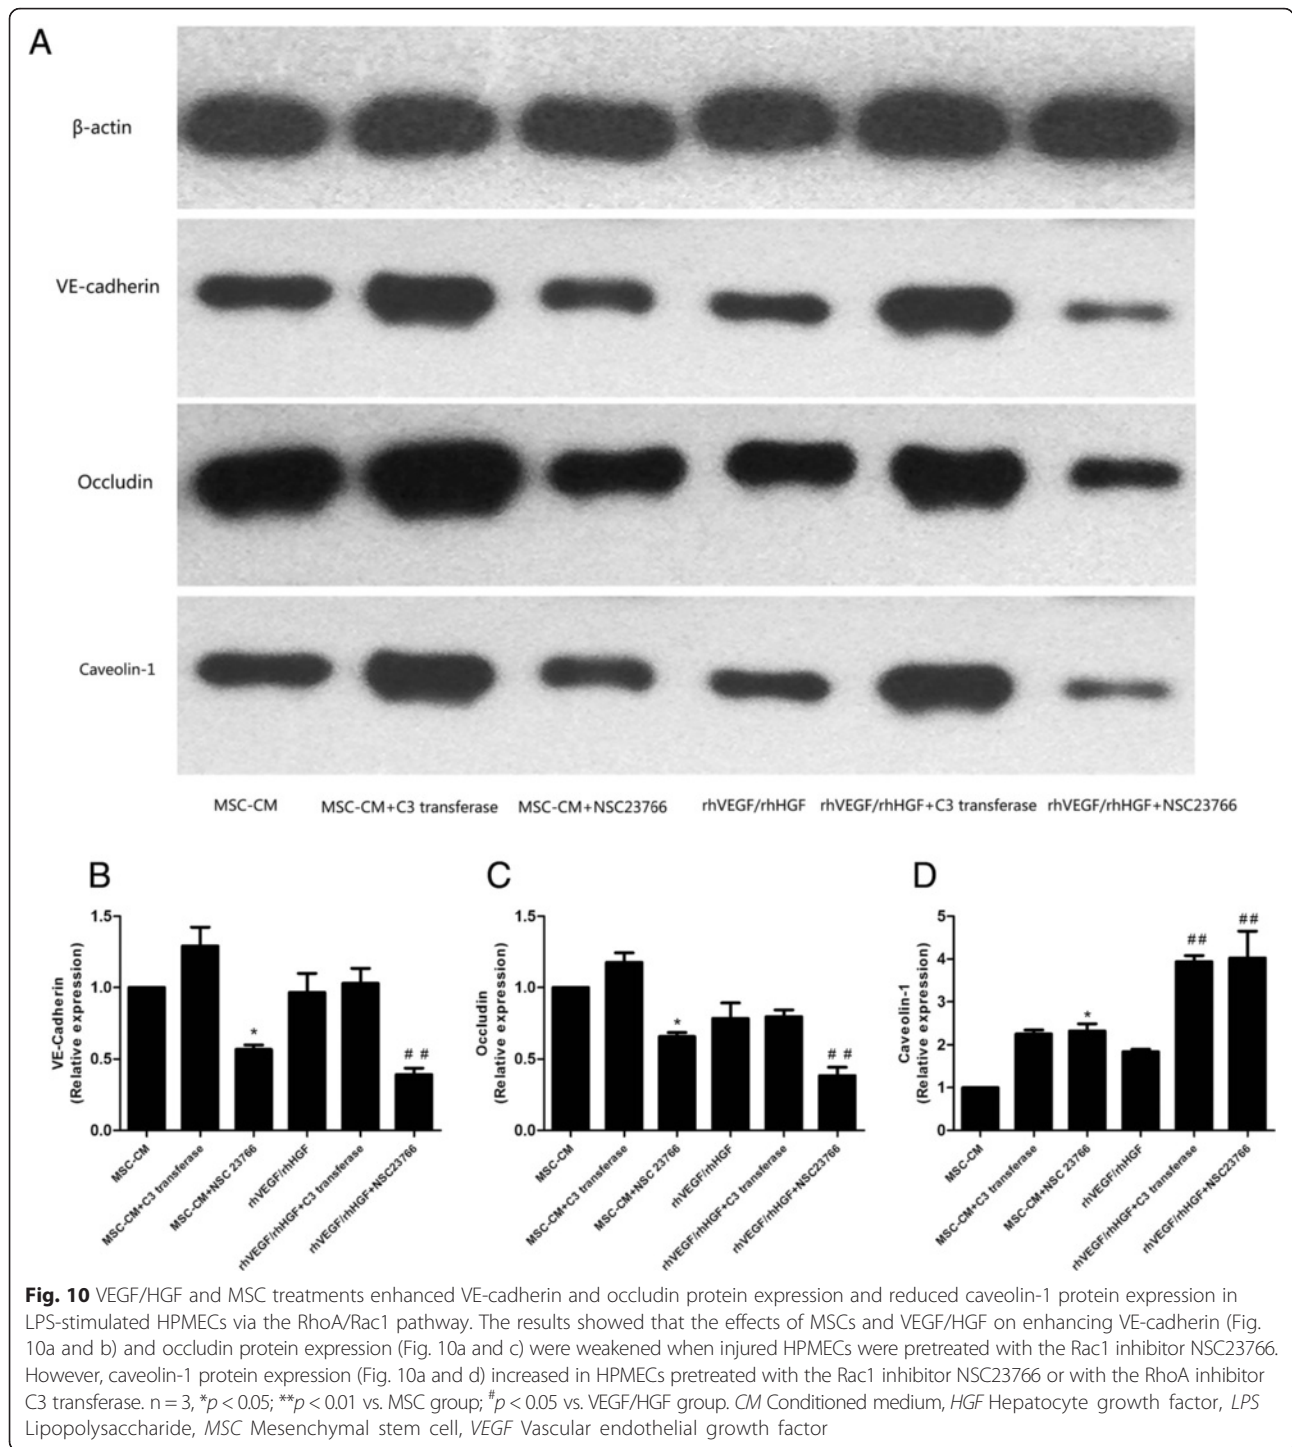 A
β-actin
VE-cadherin
Occludin
Caveolin-1
MSC-CM MSC-CM+C3 transferase MSC-CM+NSC23766 rhVEGF/rhHGF rhVEGF/rhHGF+C3 transferase rhVEGF/rhHGF+NSC23766
B
VE-Cadherin
(Relative expression)
1.5
1.0
0.5
0.0
*
# #
MSC-CM
MSC-CM+C3 transferase
MSC-CM+NSC 23766
rhVEGF/rhHGF
rhVEGF/rhHGF+C3 transferase
rhVEGF/rhHGF+NSC23766
C
Occludin
(Relative expression)
1.5
1.0
0.5
0.0
*
# #
MSC-CM
MSC-CM+C3 transferase
MSC-CM+NSC 23766
rhVEGF/rhHGF
rhVEGF/rhHGF+C3 transferase
rhVEGF/rhHGF+NSC23766
D
Caveolin-1
(Relative expression)
5
4
3
2
1
0
*
##
##
MSC-CM
MSC-CM+C3 transferase
MSC-CM+NSC 23766
rhVEGF/rhHGF
rhVEGF/rhHGF+C3 transferase
rhVEGF/rhHGF+NSC23766
Fig. 10 VEGF/HGF and MSC treatments enhanced VE-cadherin and occludin protein expression and reduced caveolin-1 protein expression in
LPS-stimulated HPMECs via the RhoA/Rac1 pathway. The results showed that the effects of MSCs and VEGF/HGF on enhancing VE-cadherin (Fig.
10a and b) and occludin protein expression (Fig. 10a and c) were weakened when injured HPMECs were pretreated with the Rac1 inhibitor NSC23766.
However, caveolin-1 protein expression (Fig. 10a and d) increased in HPMECs pretreated with the Rac1 inhibitor NSC23766 or with the RhoA inhibitor
C3 transferase. n = 3, *p < 0.05; **p < 0.01 vs. MSC group; #p < 0.05 vs. VEGF/HGF group. CM Conditioned medium, HGF Hepatocyte growth factor, LPS
Lipopolysaccharide, MSC Mesenchymal stem cell, VEGF Vascular endothelial growth factor